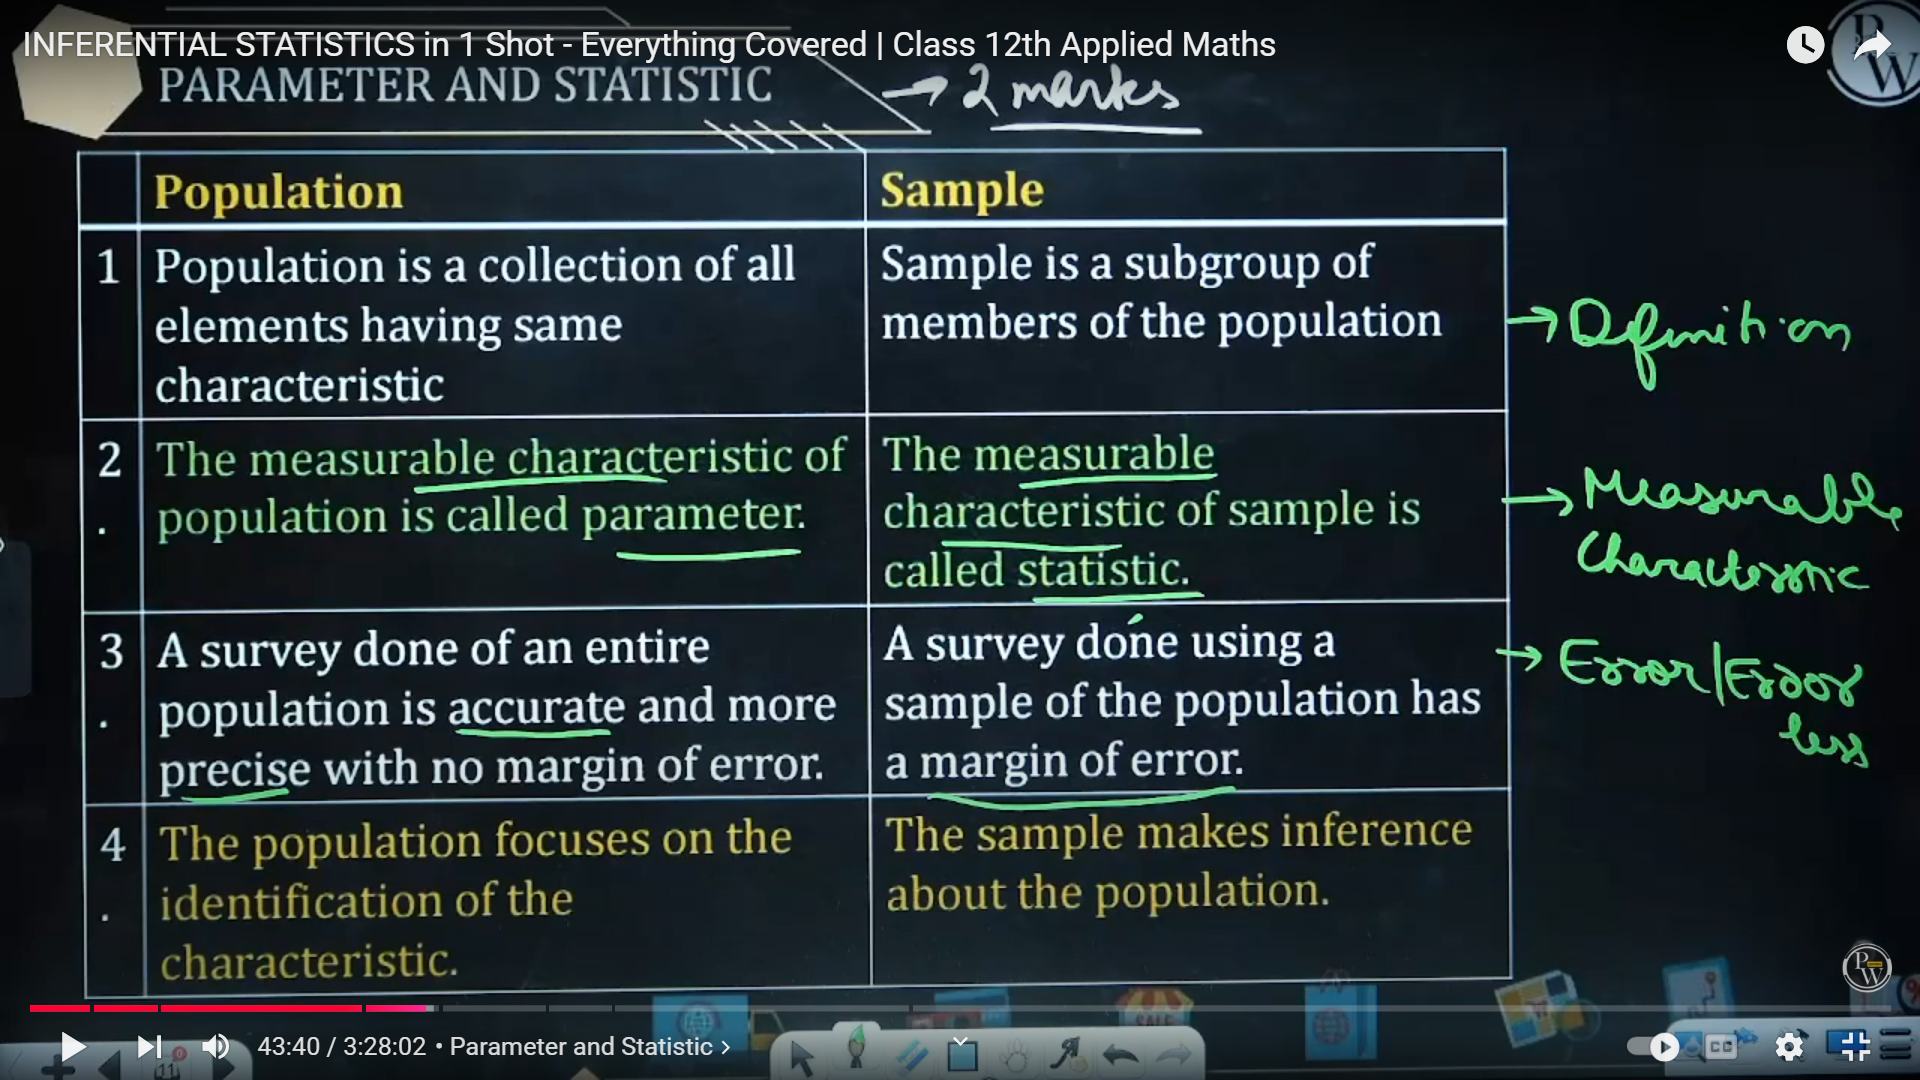 INFERENTIAL STATISTICS in 1 Shot - Everything Covered | Class 12th Applied Maths
PW
PARAMETER AND STATISTIC → 2 marks
Population
Sample
1 Population is a collection of all
elements having same
characteristic
Sample is a subgroup of
members of the population
→ Definition
2 The measurable characteristic of
. population is called parameter.
The measurable
characteristic of sample is
called statistic.
→ Measurable
Characteristic
3 A survey done of an entire
. population is accurate and more
precise with no margin of error.
A survey done using a
sample of the population has
a margin of error.
→ Error/Error
less
4 The population focuses on the
. identification of the
characteristic.
The sample makes inference
about the population.
PW
SALE
43:40 / 3:28:02 • Parameter and Statistic >
CC
11